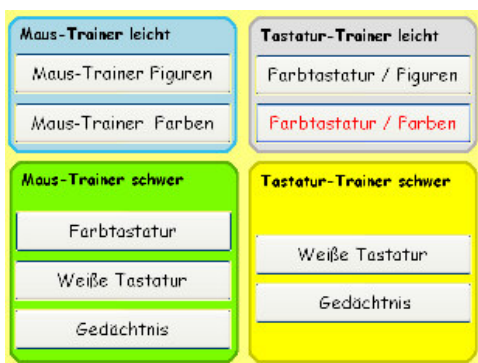 Maus-Trainer leicht
Maus-Trainer Figuren
Maus-Trainer Farben
Tastatur-Trainer leicht
Farbtastatur / Figuren
Farbtastatur / Farben
Maus-Trainer schwer
Farbtastatur
Weiße Tastatur
Gedächtnis
Tastatur-Trainer schwer
Weiße Tastatur
Gedächtnis